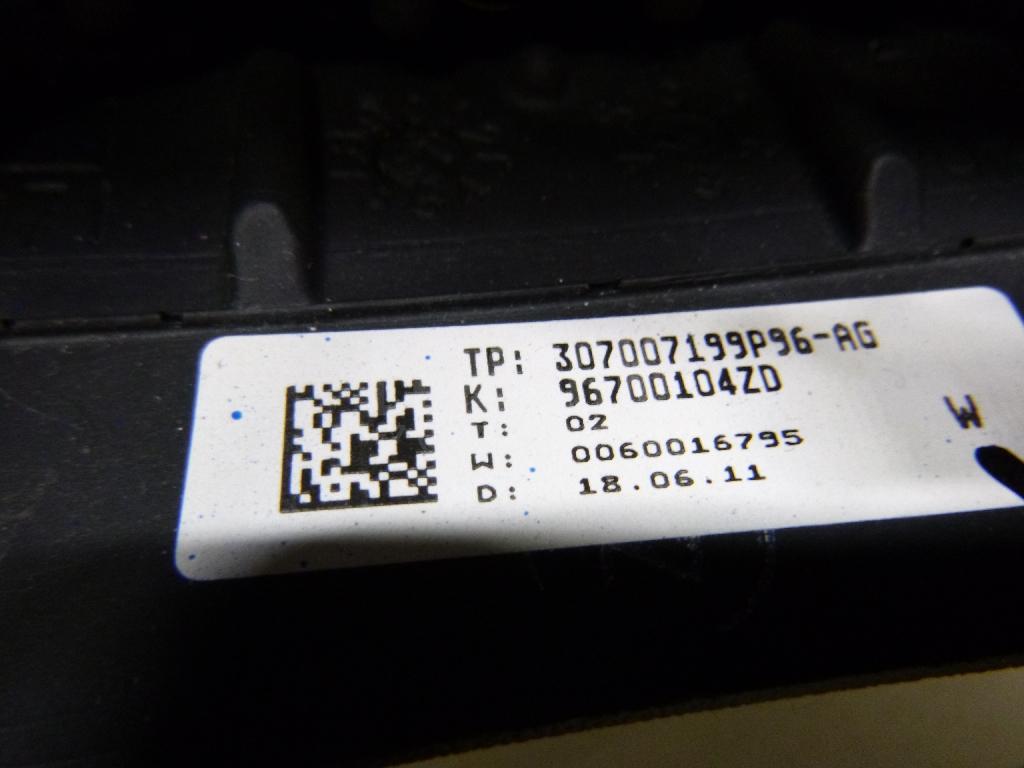 TP: 307007199P96-AG
K: 96700104ZD
T: 02
W: 0060016795
D: 18.06.11
W